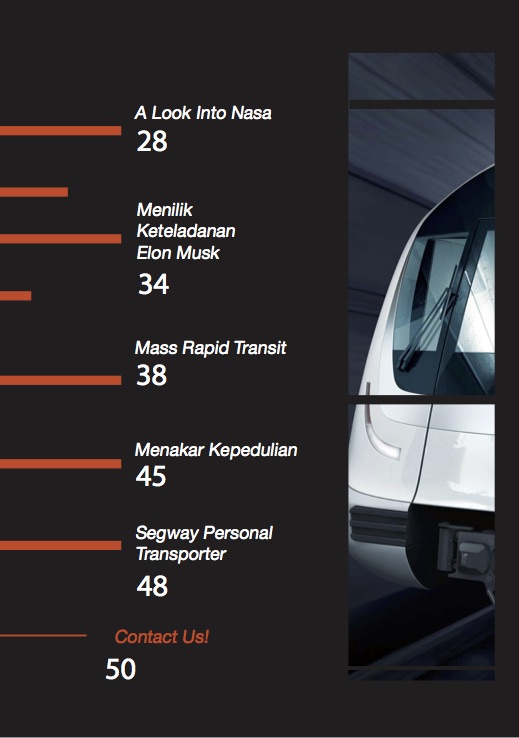 A Look Into Nasa
28
Menilik
Keteladanan
Elon Musk
34
Mass Rapid Transit
38
Menakar Kepedulian
45
Segway Personal
Transporter
48
Contact Us!
50